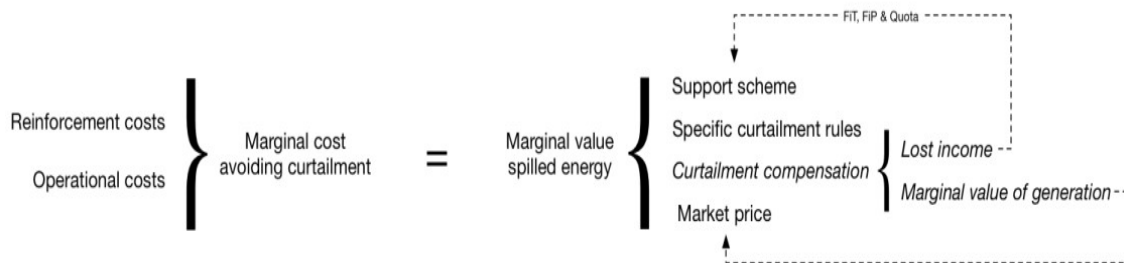 FiT, FiP & Quota
Reinforcement costs
Operational costs
Marginal cost
avoiding curtailment
=
Marginal value
spilled energy
Support scheme
Specific curtailment rules
Curtailment compensation
Market price
Lost income
Marginal value of generation